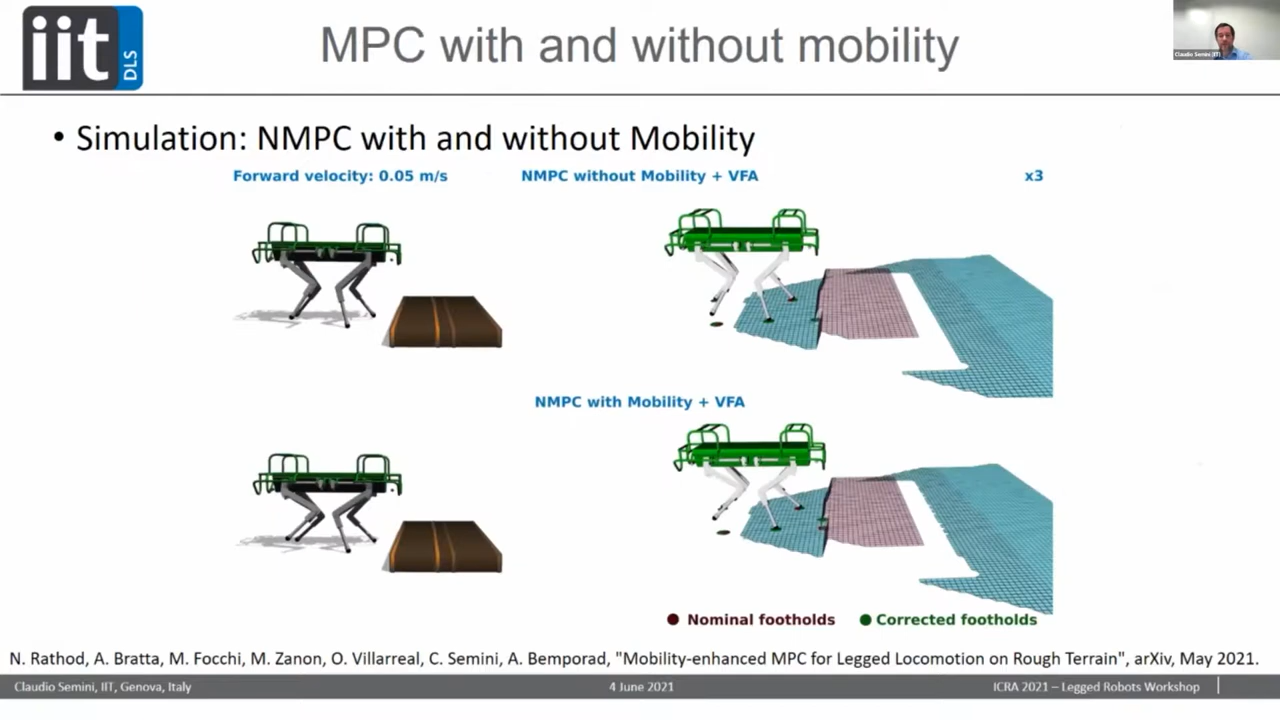 iit
DLS
MPC with and without mobility
Claudio Semini (IIT)
• Simulation: NMPC with and without Mobility
Forward velocity: 0.05 m/s
NMPC without Mobility + VFA
x3
NMPC with Mobility + VFA
Nominal footholds
Corrected footholds
N. Rathod, A. Bratta, M. Focchi, M. Zanon, O. Villarreal, C. Semini, A. Bemporad, "Mobility-enhanced MPC for Legged Locomotion on Rough Terrain", arXiv, May 2021.
Claudio Semini, IIT, Genova, Italy
4 June 2021
ICRA 2021 – Legged Robots Workshop